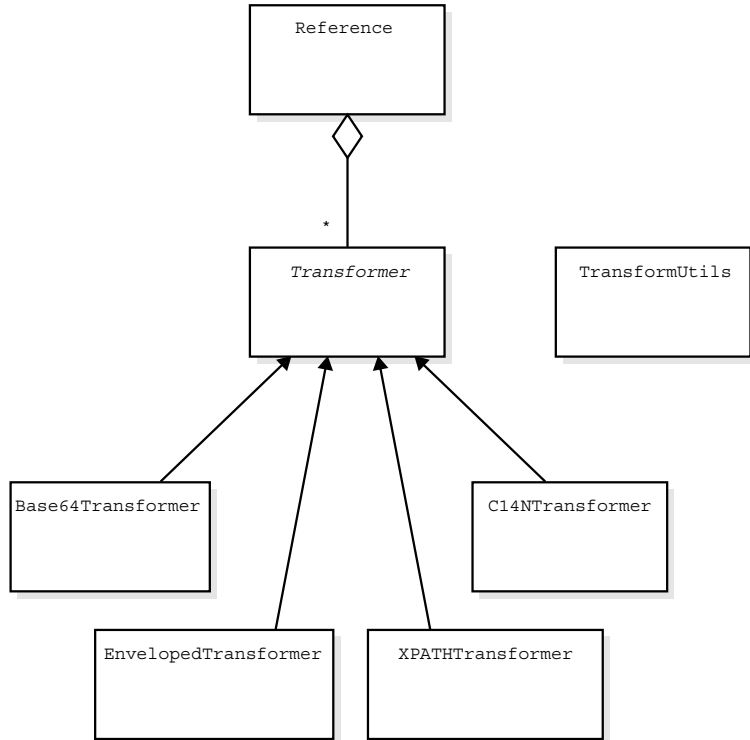 Reference
*
Transformer
TransformUtils
Base64Transformer
C14NTransformer
EnvelopedTransformer
XPATHTransformer